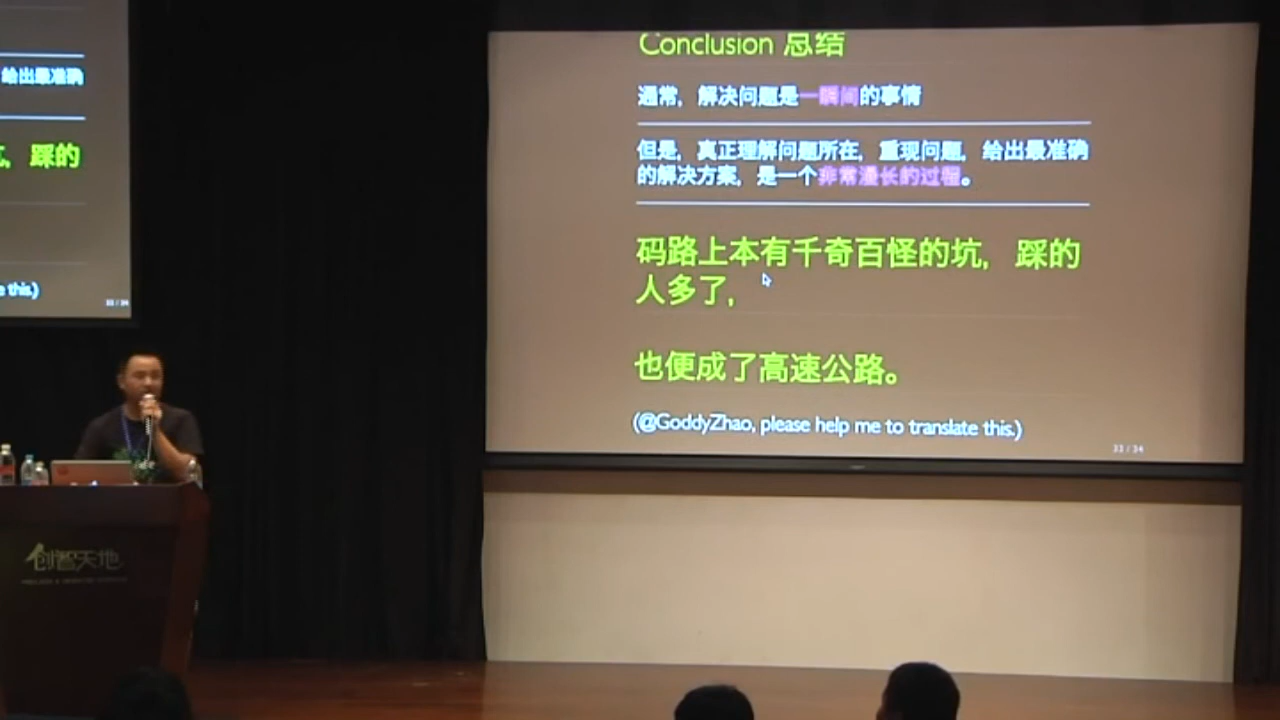 给出最准确
踩的
this.)
33 / 34
Conclusion 总结
通常，解决问题是一瞬间的事情
但是，真正理解问题所在，重现问题，给出最准确
的解决方案，是一个非常漫长的过程。
码路上本有千奇百怪的坑，踩的
人多了，
也便成了高速公路。
(@GoddyZhao, please help me to translate this.)
33 / 34
创智天地